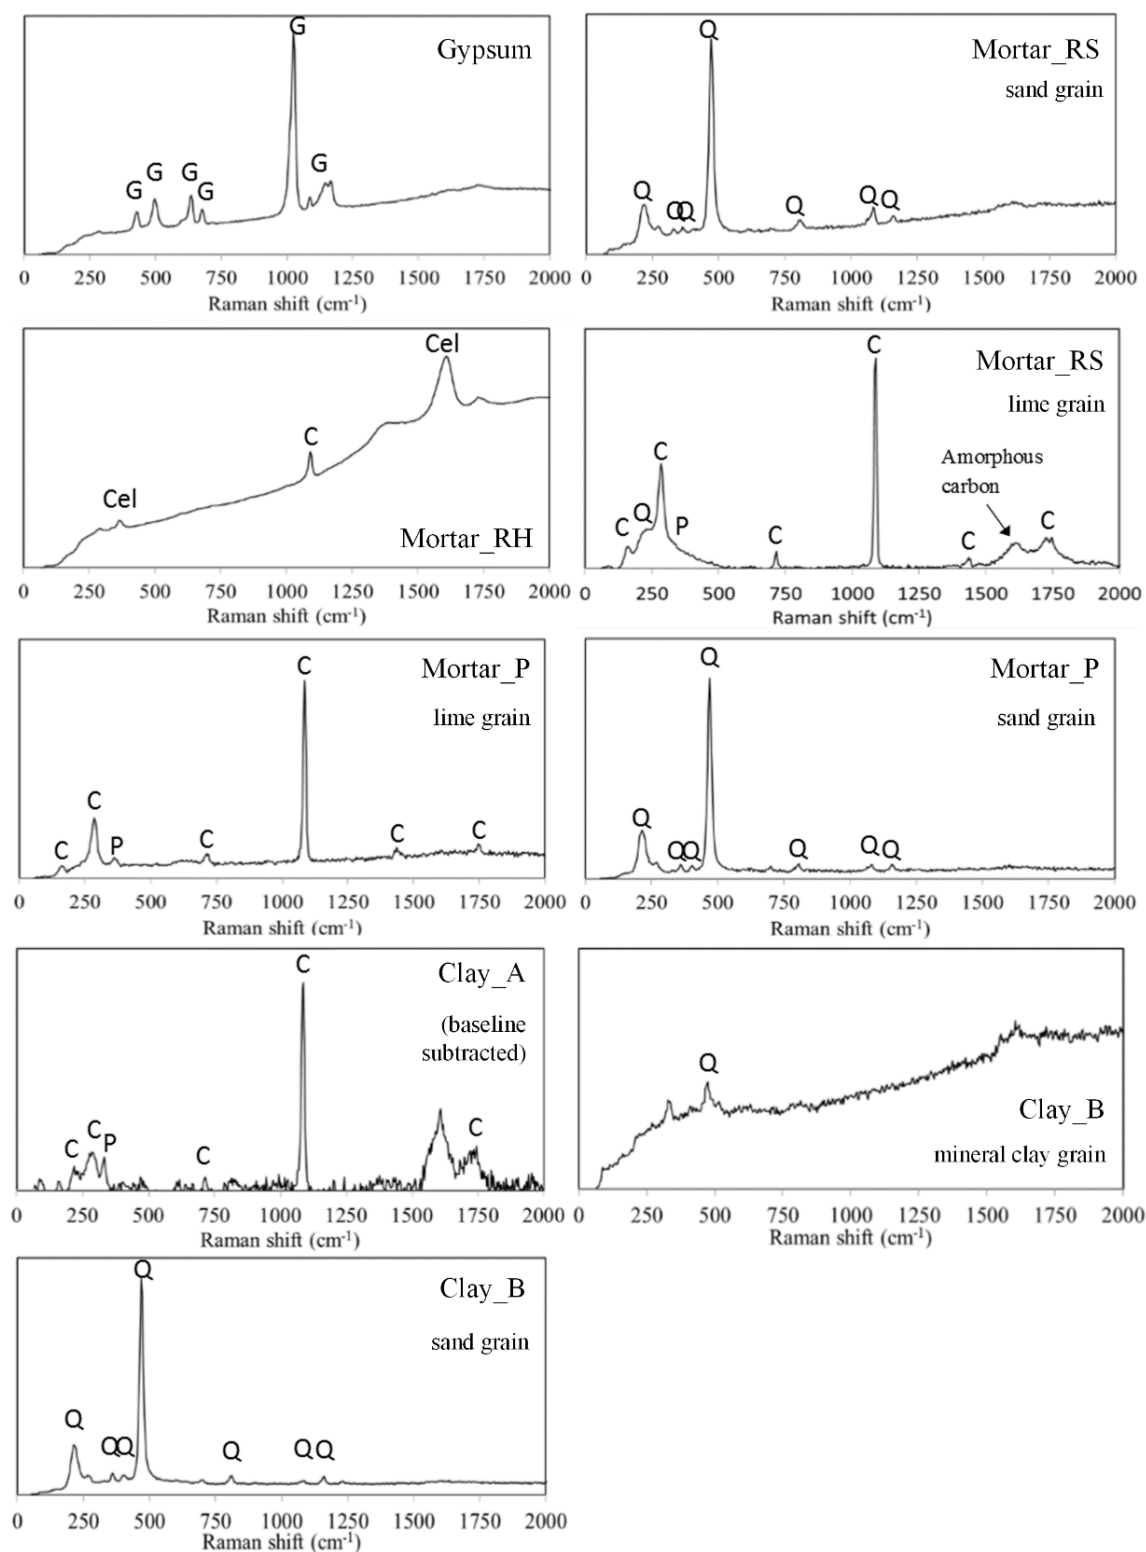 G
Gypsum
G
G
G
G
G
0 250 500 750 1000 1250 1500 1750 2000
Raman shift (cm⁻¹)
Q
Mortar_RS
sand grain
Q
Q
Q
Q
Q
Q
0 250 500 750 1000 1250 1500 1750 2000
Raman shift (cm⁻¹)
Cel
C
Cel
Mortar_RH
0 250 500 750 1000 1250 1500 1750 2000
Raman shift (cm⁻¹)
C
Mortar_RS
lime grain
Amorphous
carbon
C
Q
C
P
C
C
C
0 250 500 750 1000 1250 1500 1750 2000
Raman shift (cm⁻¹)
C
Mortar_P
lime grain
C
C
P
C
C
C
0 250 500 750 1000 1250 1500 1750 2000
Raman shift (cm⁻¹)
Q
Mortar_P
sand grain
Q
QQ
Q
Q
Q
0 250 500 750 1000 1250 1500 1750 2000
Raman shift (cm⁻¹)
C
Clay_A
(baseline
subtracted)
C
C
P
C
C
0 250 500 750 1000 1250 1500 1750 2000
Raman shift (cm⁻¹)
Q
Clay_B
mineral clay grain
0 250 500 750 1000 1250 1500 1750 2000
Raman shift (cm⁻¹)
Q
Clay_B
sand grain
Q
QQ
Q
Q
Q
0 250 500 750 1000 1250 1500 1750 2000
Raman shift (cm⁻¹)